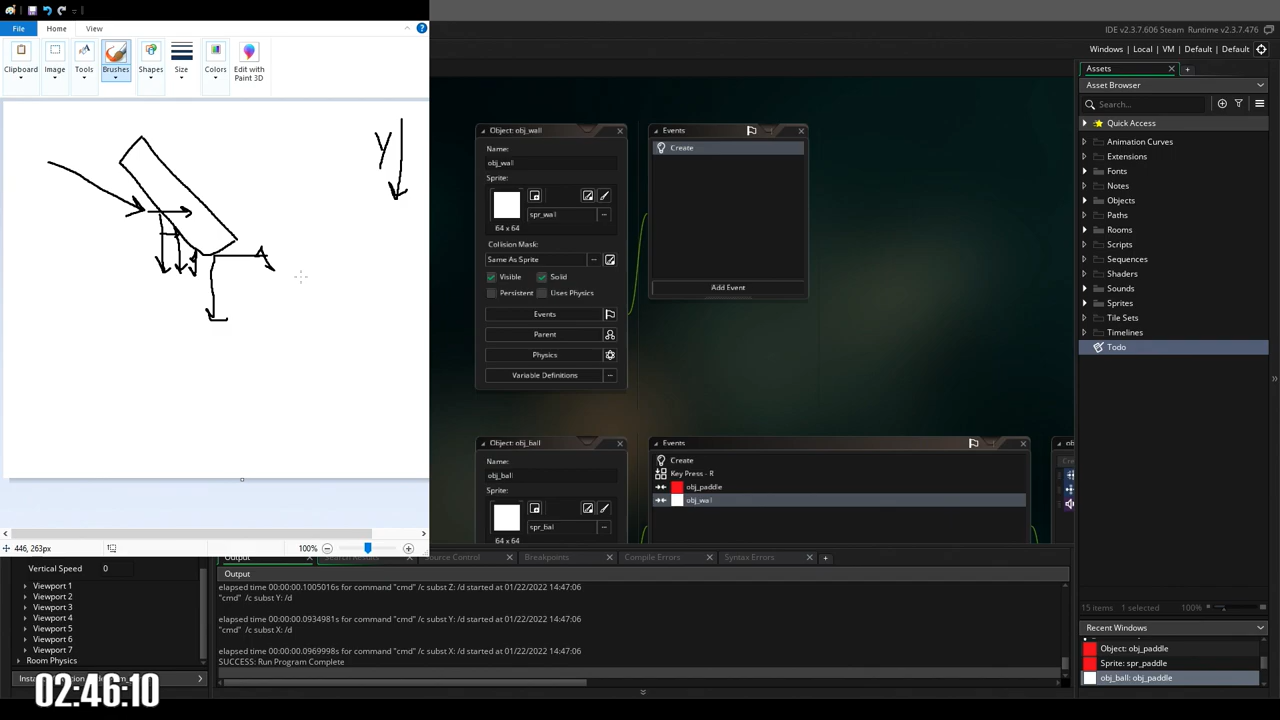 File
Home
View
Clipboard
Image
Tools
Brushes
Shapes
Size
Colors
Edit with
Paint 3D
Y
446, 263px
100%
IDE v2.3.7.606 Steam Runtime v2.3.7.476
Windows | Local | VM | Default | Default
Object: obj_wall
Name:
obj_wall
Sprite:
spr_wall
64 x 64
Collision Mask:
Same As Sprite
Visible
Solid
Persistent
Uses Physics
Events
Parent
Physics
Variable Definitions
Events
Create
Add Event
Object: obj_ball
Name:
obj_ball
Sprite:
spr_ball
64 x 64
Events
Create
Key Press - R
obj_paddle
obj_wall
Assets
Asset Browser
Search...
Quick Access
Animation Curves
Extensions
Fonts
Notes
Objects
Paths
Rooms
Scripts
Sequences
Shaders
Sounds
Sprites
Tile Sets
Timelines
Todo
15 items 1 selected 100%
Recent Windows
Object: obj_paddle
Sprite: spr_paddle
obj_ball: obj_paddle
Vertical Speed 0
Viewport 1
Viewport 2
Viewport 3
Viewport 4
Viewport 5
Viewport 6
Viewport 7
Room Physics
Output
Search Results
Source Control
Breakpoints
Compile Errors
Syntax Errors
Output
elapsed time 00:00:00.1005016s for command "cmd" /c subst Z: /d started at 01/22/2022 14:47:06
"cmd" /c subst Y: /d
elapsed time 00:00:00.0934981s for command "cmd" /c subst Y: /d started at 01/22/2022 14:47:06
"cmd" /c subst X: /d
elapsed time 00:00:00.0969998s for command "cmd" /c subst X: /d started at 01/22/2022 14:47:06
SUCCESS: Run Program Complete
02:46:10